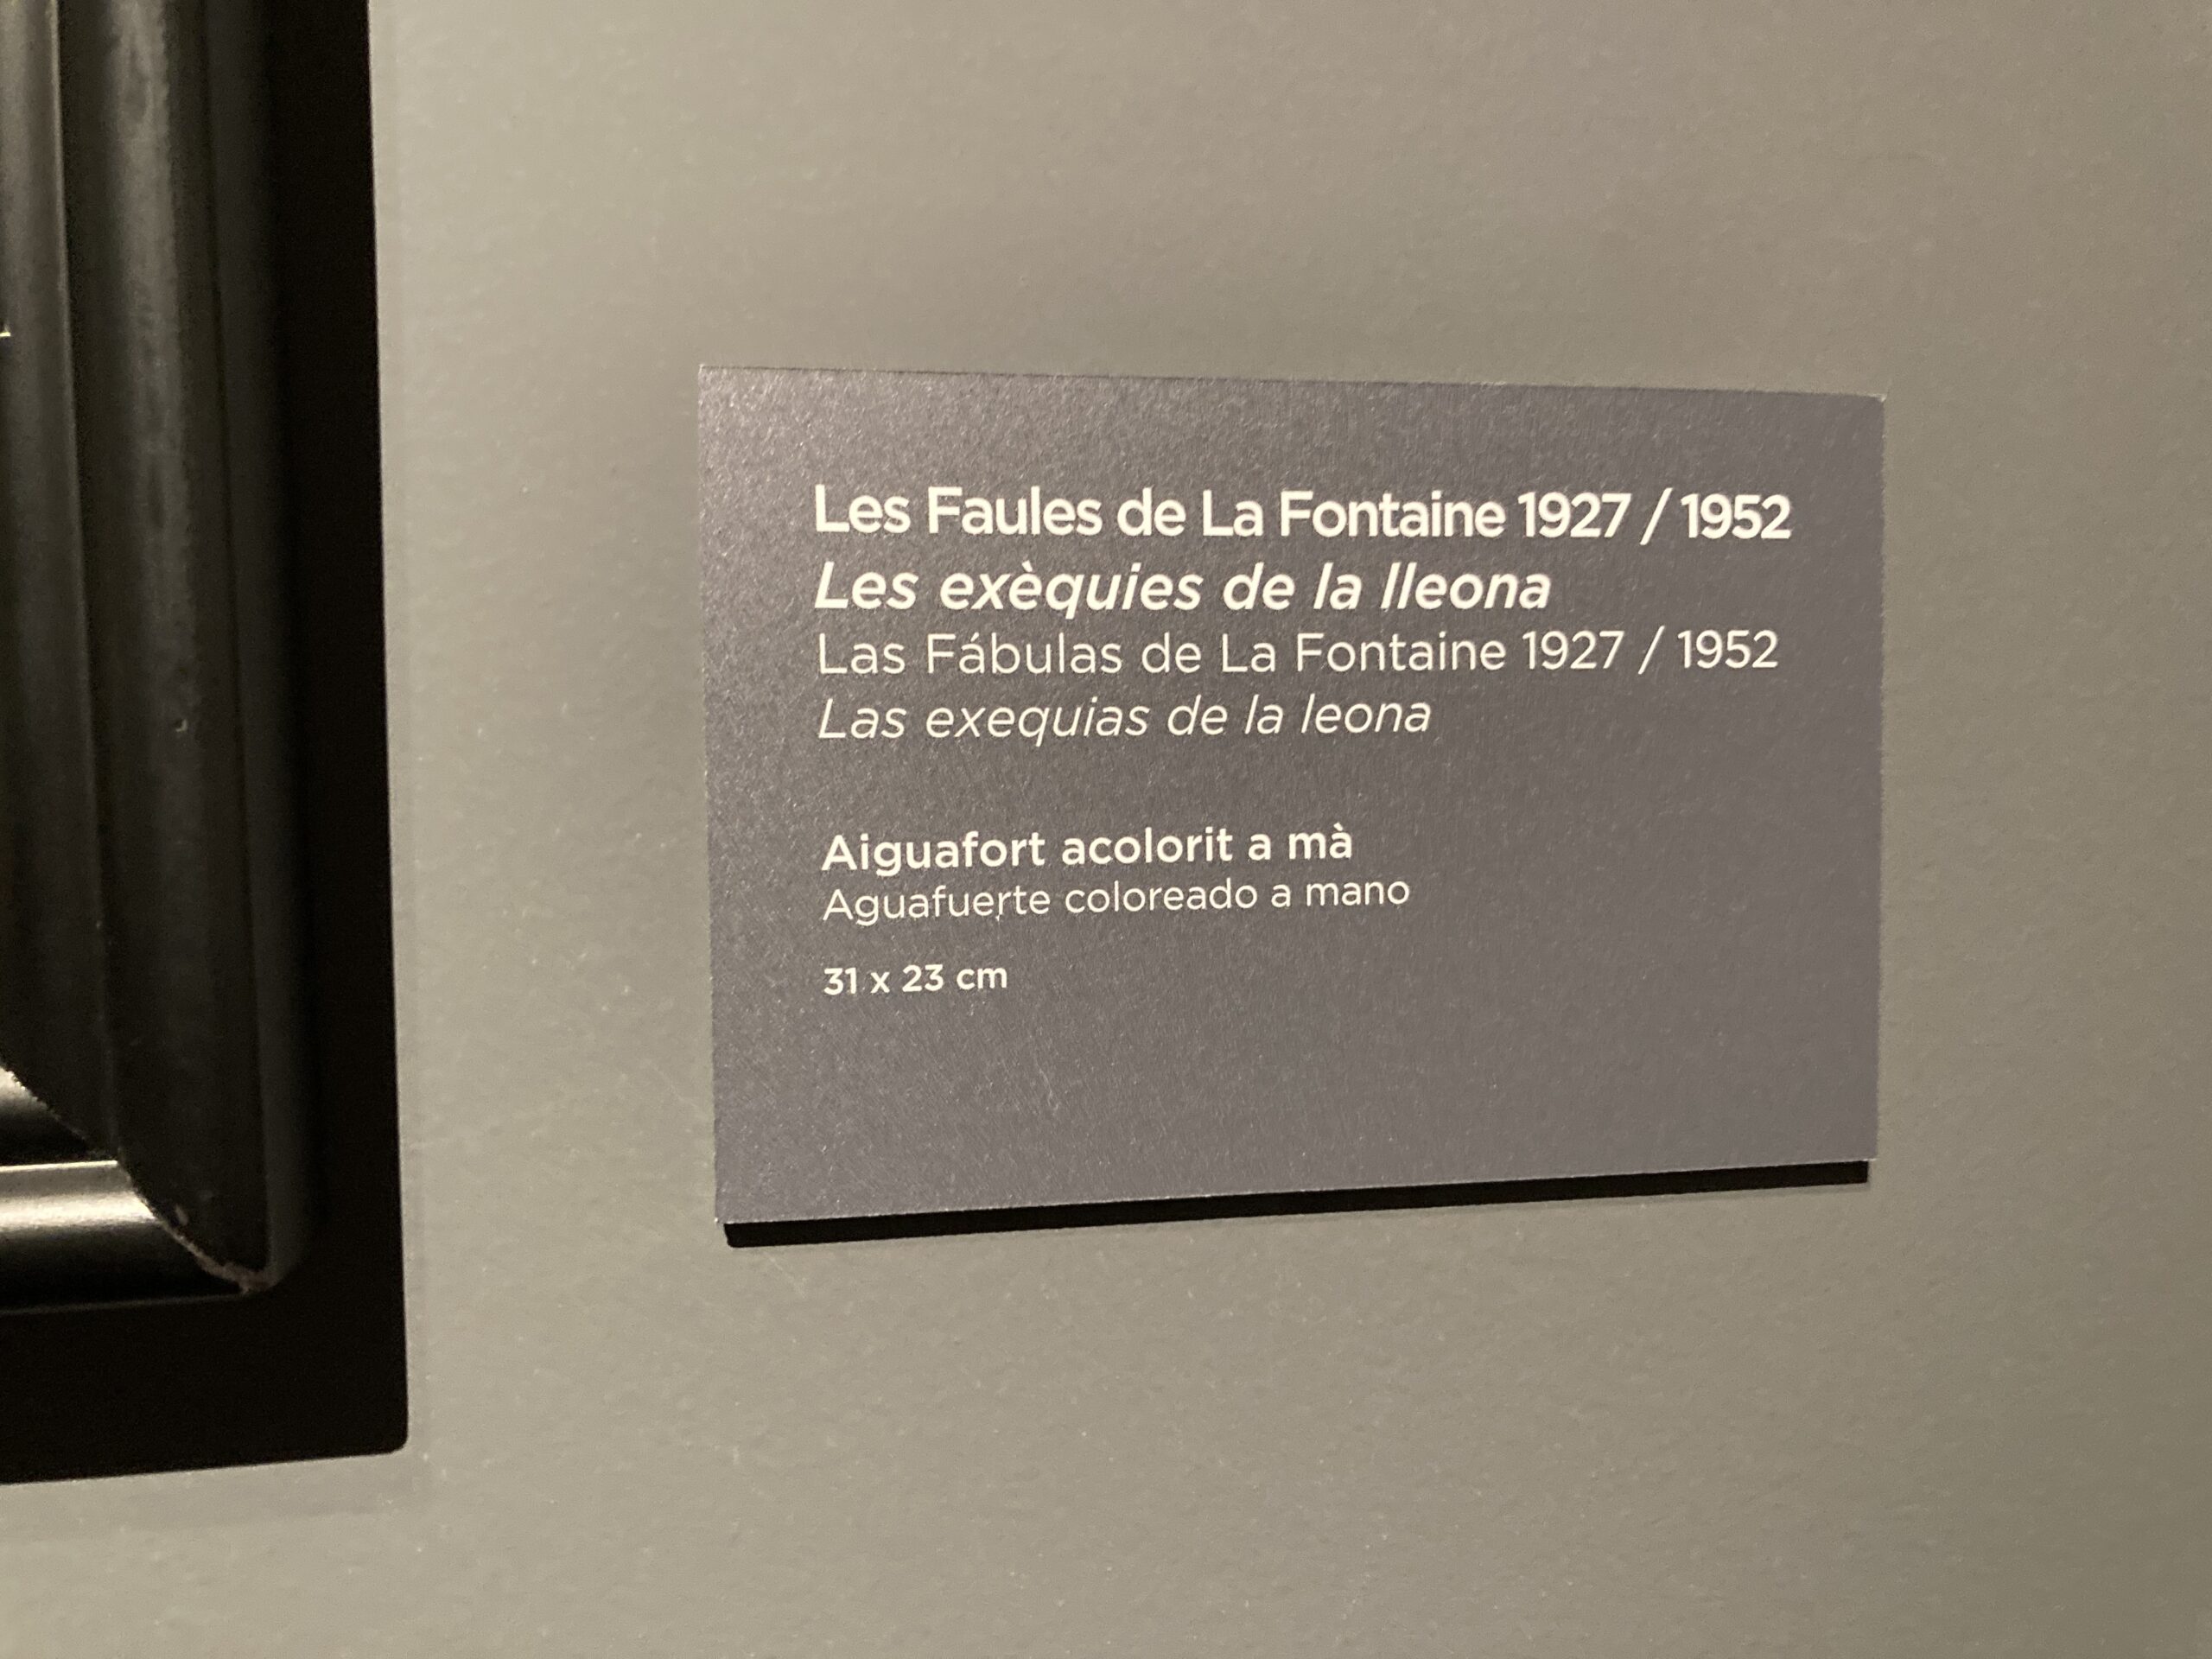 Les Faules de La Fontaine 1927 / 1952
Les exèquies de la lleona
Las Fábulas de La Fontaine 1927 / 1952
Las exequias de la leona
Aiguafort acolorit a mà
Aguafuerte coloreado a mano
31 x 23 cm